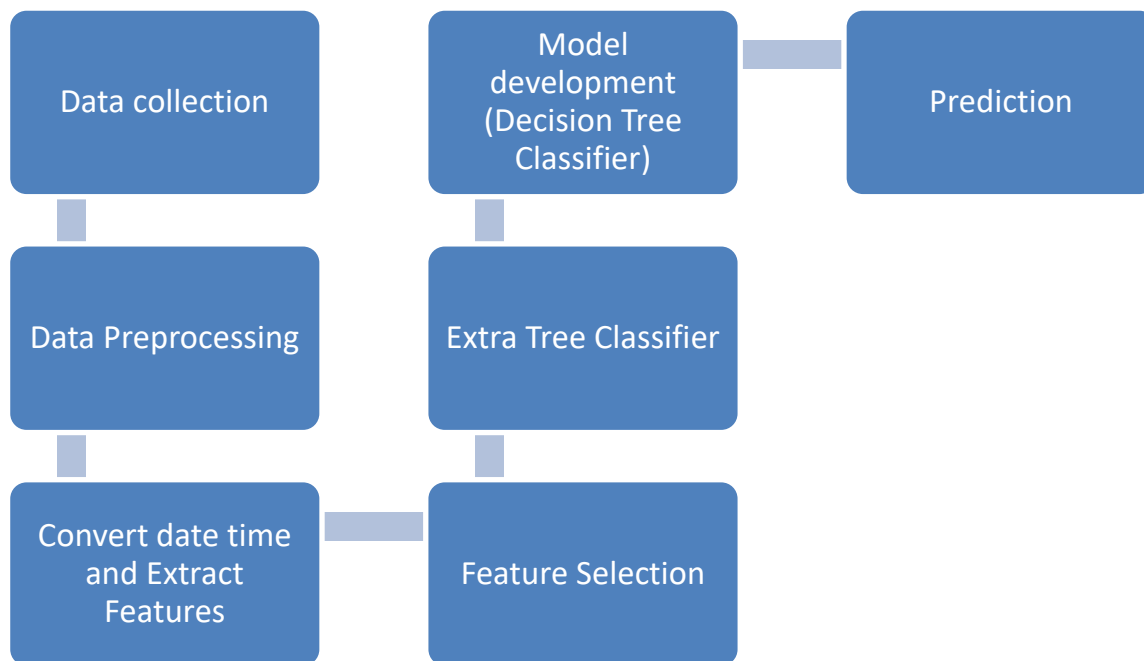 Data collection
Data Preprocessing
Convert date time
and Extract
Features
Feature Selection
Extra Tree Classifier
Model
development
(Decision Tree
Classifier)
Prediction